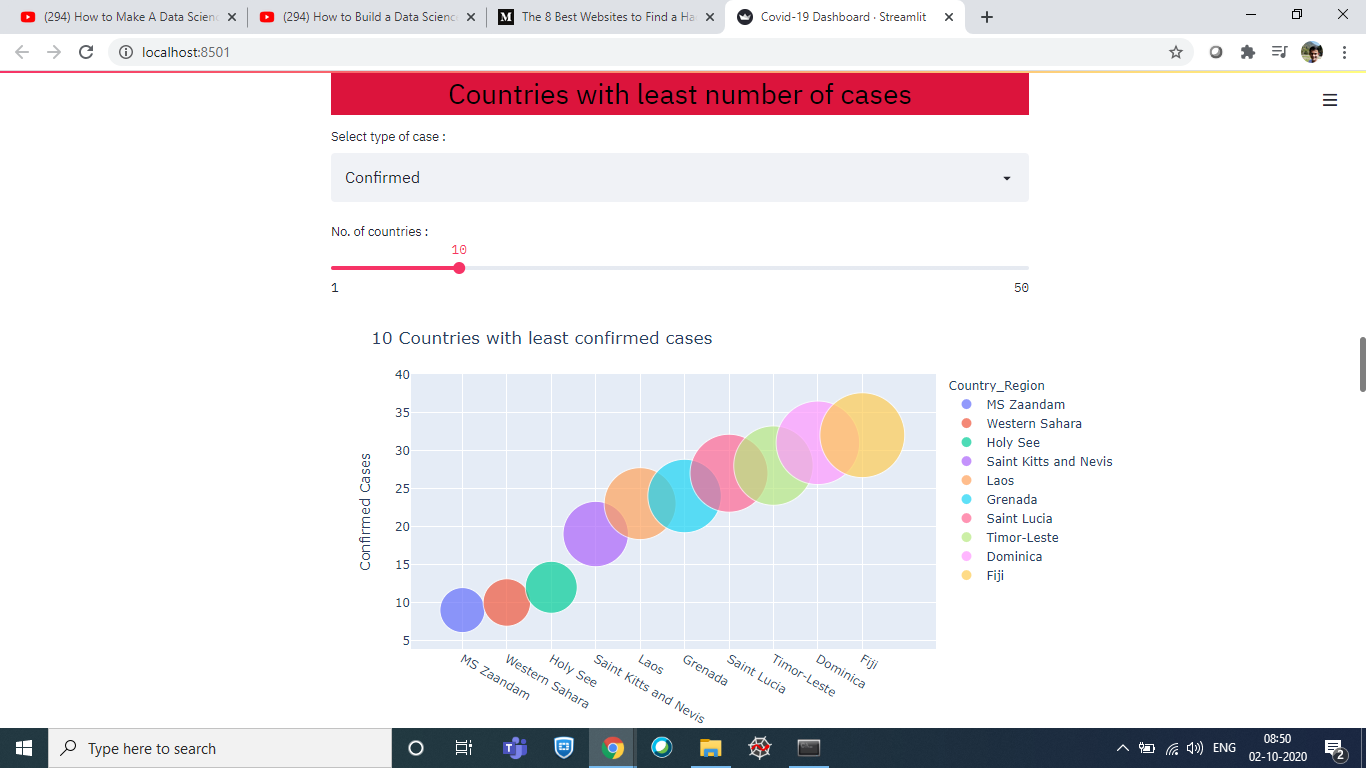 (294) How to Make A Data Scienc
(294) How to Build a Data Scienc
M The 8 Best Websites to Find a Ha
Covid-19 Dashboard · Streamlit
localhost:8501
Countries with least number of cases
Select type of case :
Confirmed
No. of countries :
10
1
50
10 Countries with least confirmed cases
Confirmed Cases
40
35
30
25
20
15
10
5
MS Zaandam
Western Sahara
Holy See
Saint Kitts and Nevis
Laos
Grenada
Saint Lucia
Timor-Leste
Dominica
Fiji
Country_Region
MS Zaandam
Western Sahara
Holy See
Saint Kitts and Nevis
Laos
Grenada
Saint Lucia
Timor-Leste
Dominica
Fiji
Type here to search
ENG
08:50
02-10-2020
2